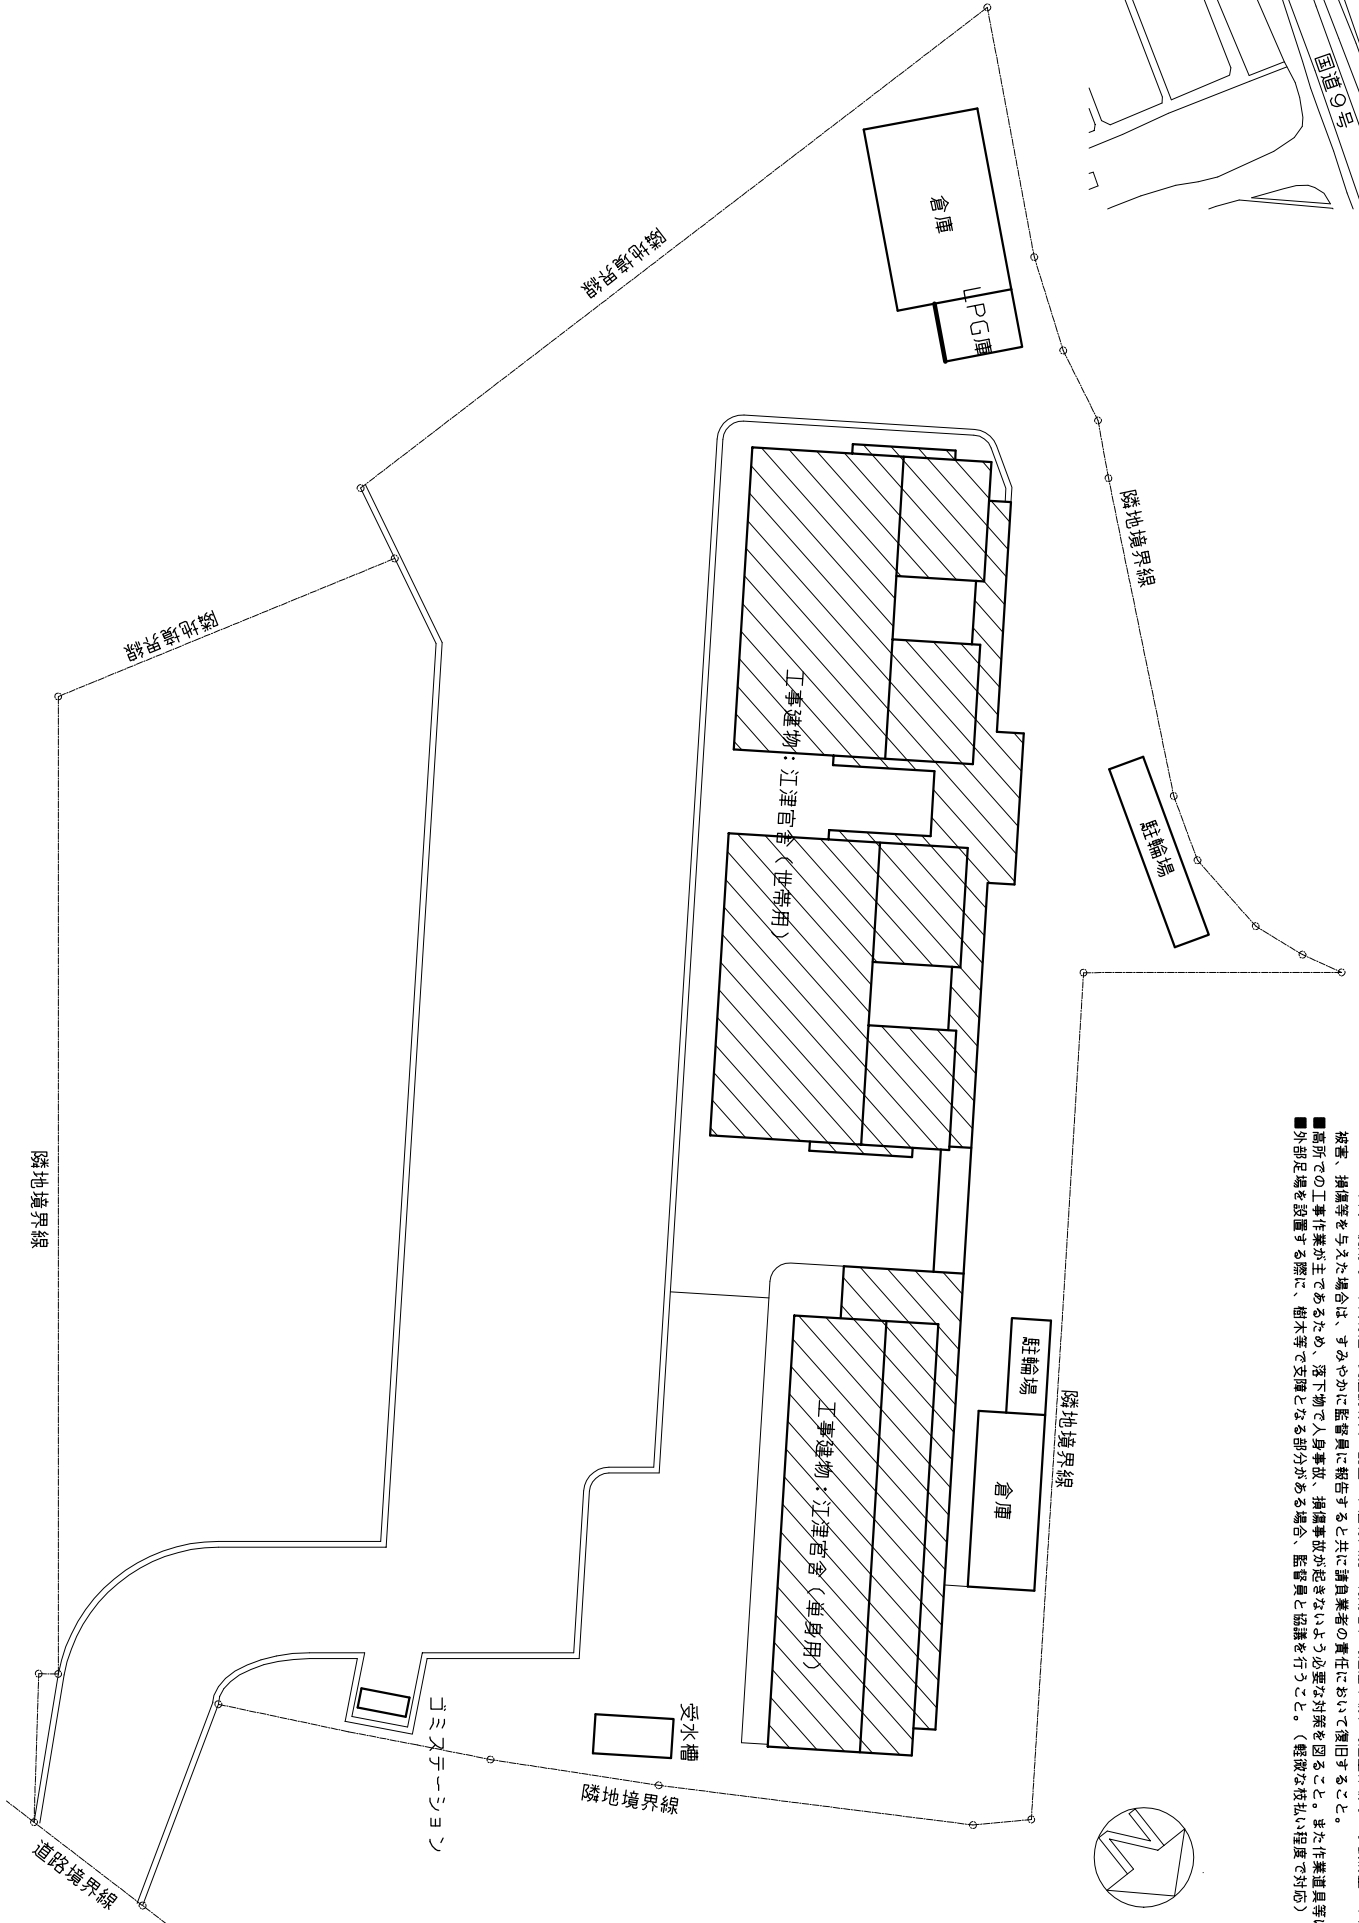 国道9号
倉庫
LPG庫
隣地境界線
隣地境界線
隣地境界線
駐輪場
工事建物：江津宮舎（世帯用）
隣地境界線
被害、損傷等を与えた場合は、すみやかに監督員に報告すると共に請負業者の責任において復旧すること。
■高所での工事作業が主であるため、落下物で人身事故、損傷事故が起きないよう必要な対策を図ること。また作業道具等
■外部足場を設置する際に、樹木等で支障となる部分がある場合、監督員と協議を行うこと。（軽微な枝払い程度で対応）
駐輪場
隣地境界線
倉庫
工事建物：江津宮舎（単身用）
ゴミステーション
受水槽
隣地境界線
道路境界線
N